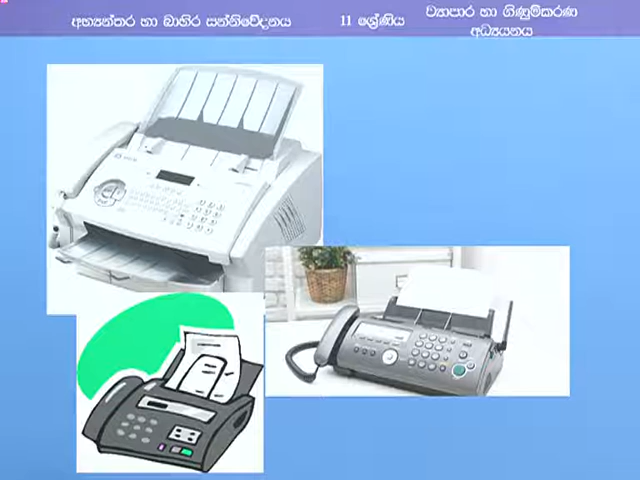 අභ්‍යන්තර හා බාහිර සන්නිවේදනය
11 ශ්‍රේණිය
ව්‍යාපාර හා ගිණුම්කරණ
අධ්‍යයනය